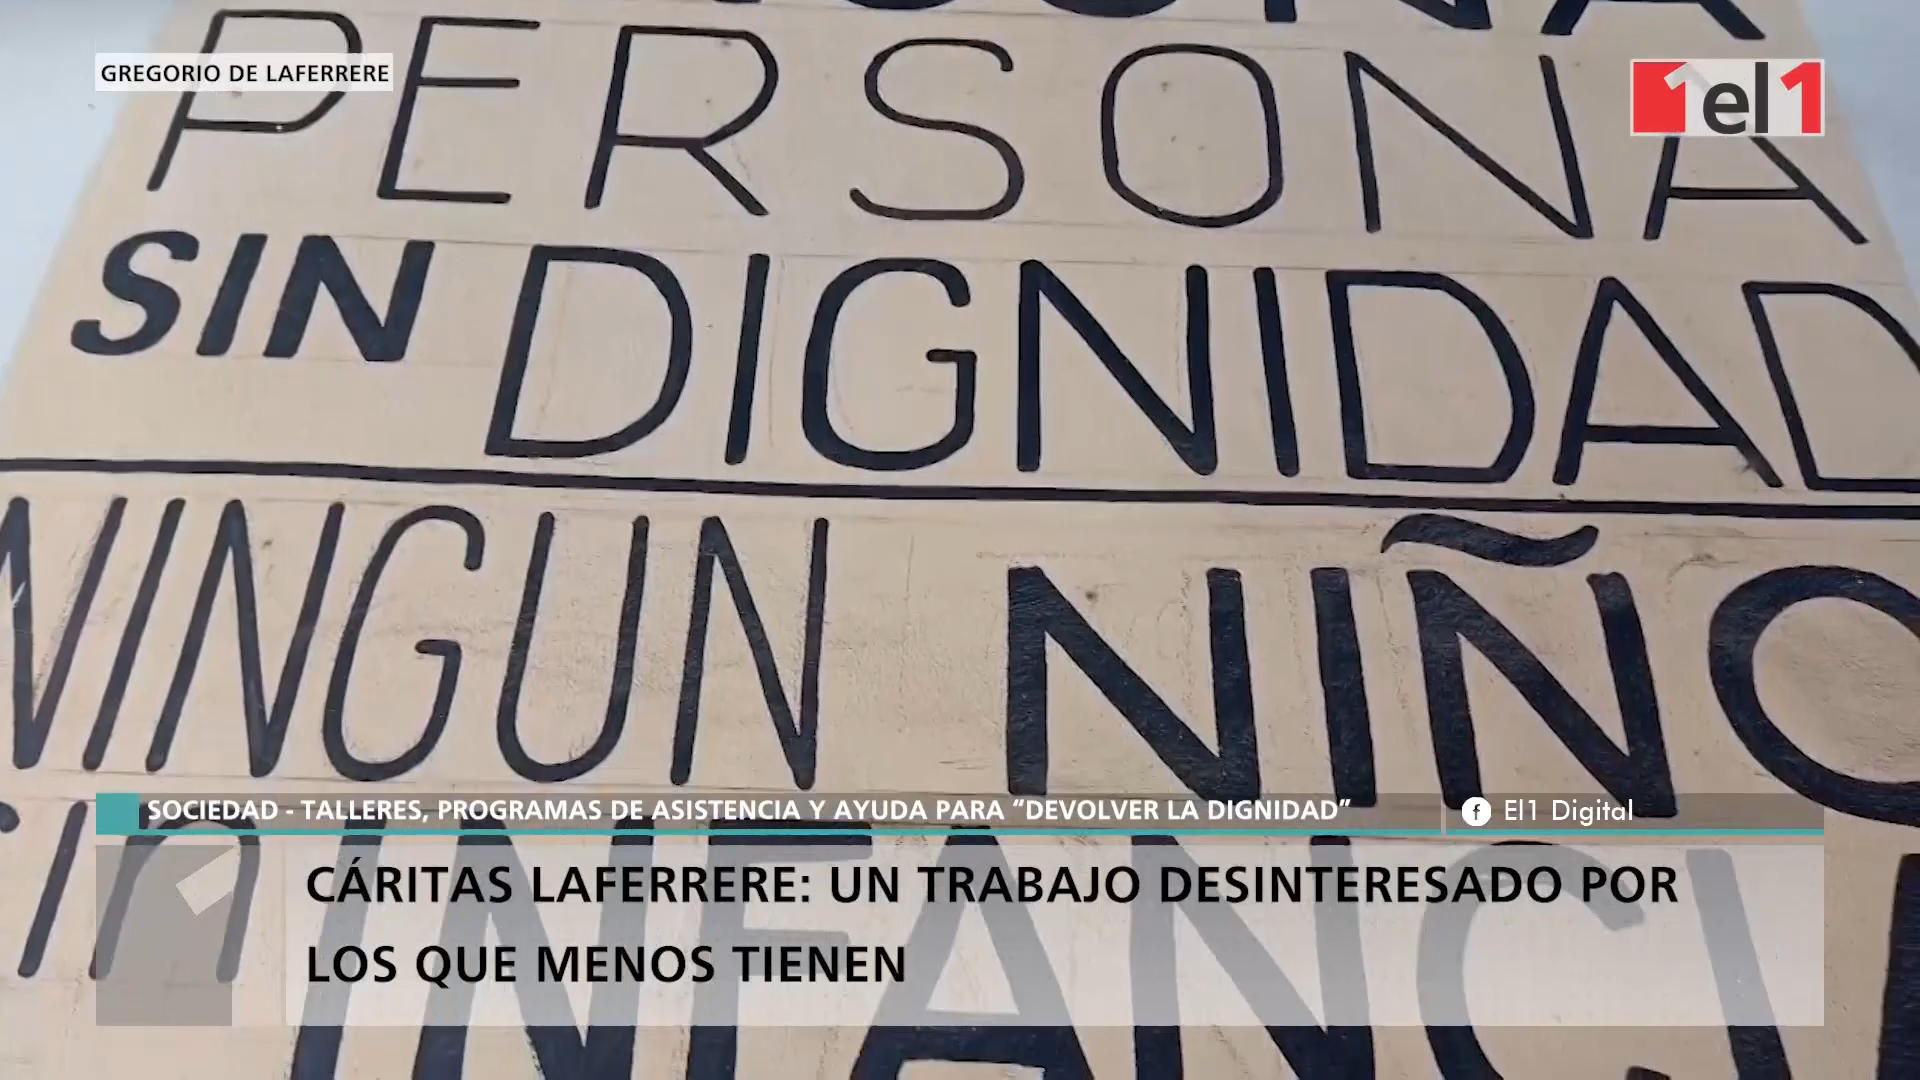 PERSONA
GREGORIO DE LAFERRERE
1el1
SIN DIGNIDAD
NINGUN NIÑO
SOCIEDAD - TALLERES, PROGRAMAS DE ASISTENCIA Y AYUDA PARA “DEVOLVER LA DIGNIDAD”
El1 Digital
CÁRITAS LAFERRERE: UN TRABAJO DESINTERESADO POR
LOS QUE MENOS TIENEN